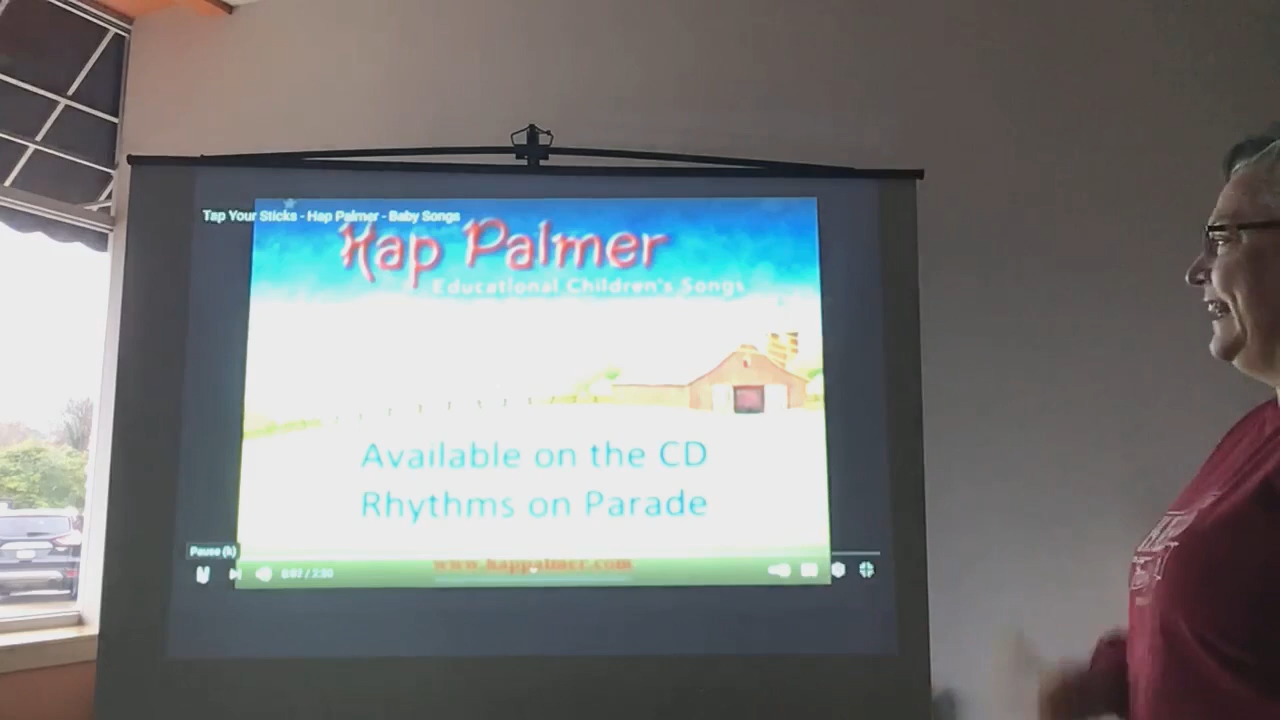 Tap Your Sticks - Hap Palmer - Baby Songs
Hap Palmer
Educational Children's Songs
Available on the CD
Rhythms on Parade
www.happalmer.com
Pause (k)